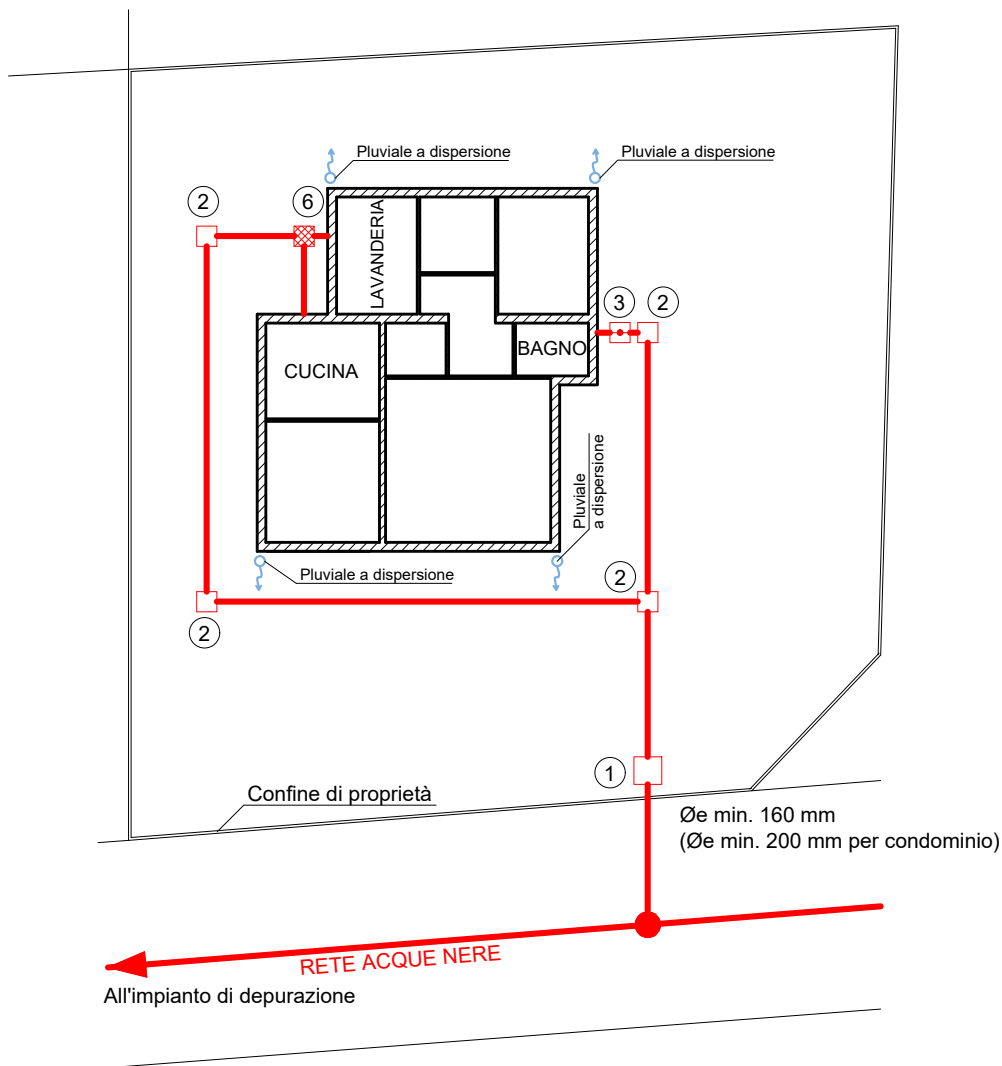 Pluviale a dispersione
Pluviale a dispersione
2
6
LAVANDERIA
3
2
BAGNO
CUCINA
Pluviale
a dispersione
Pluviale a dispersione
2
2
1
Confine di proprietà
Øe min. 160 mm
(Øe min. 200 mm per condominio)
RETE ACQUE NERE
All'impianto di depurazione